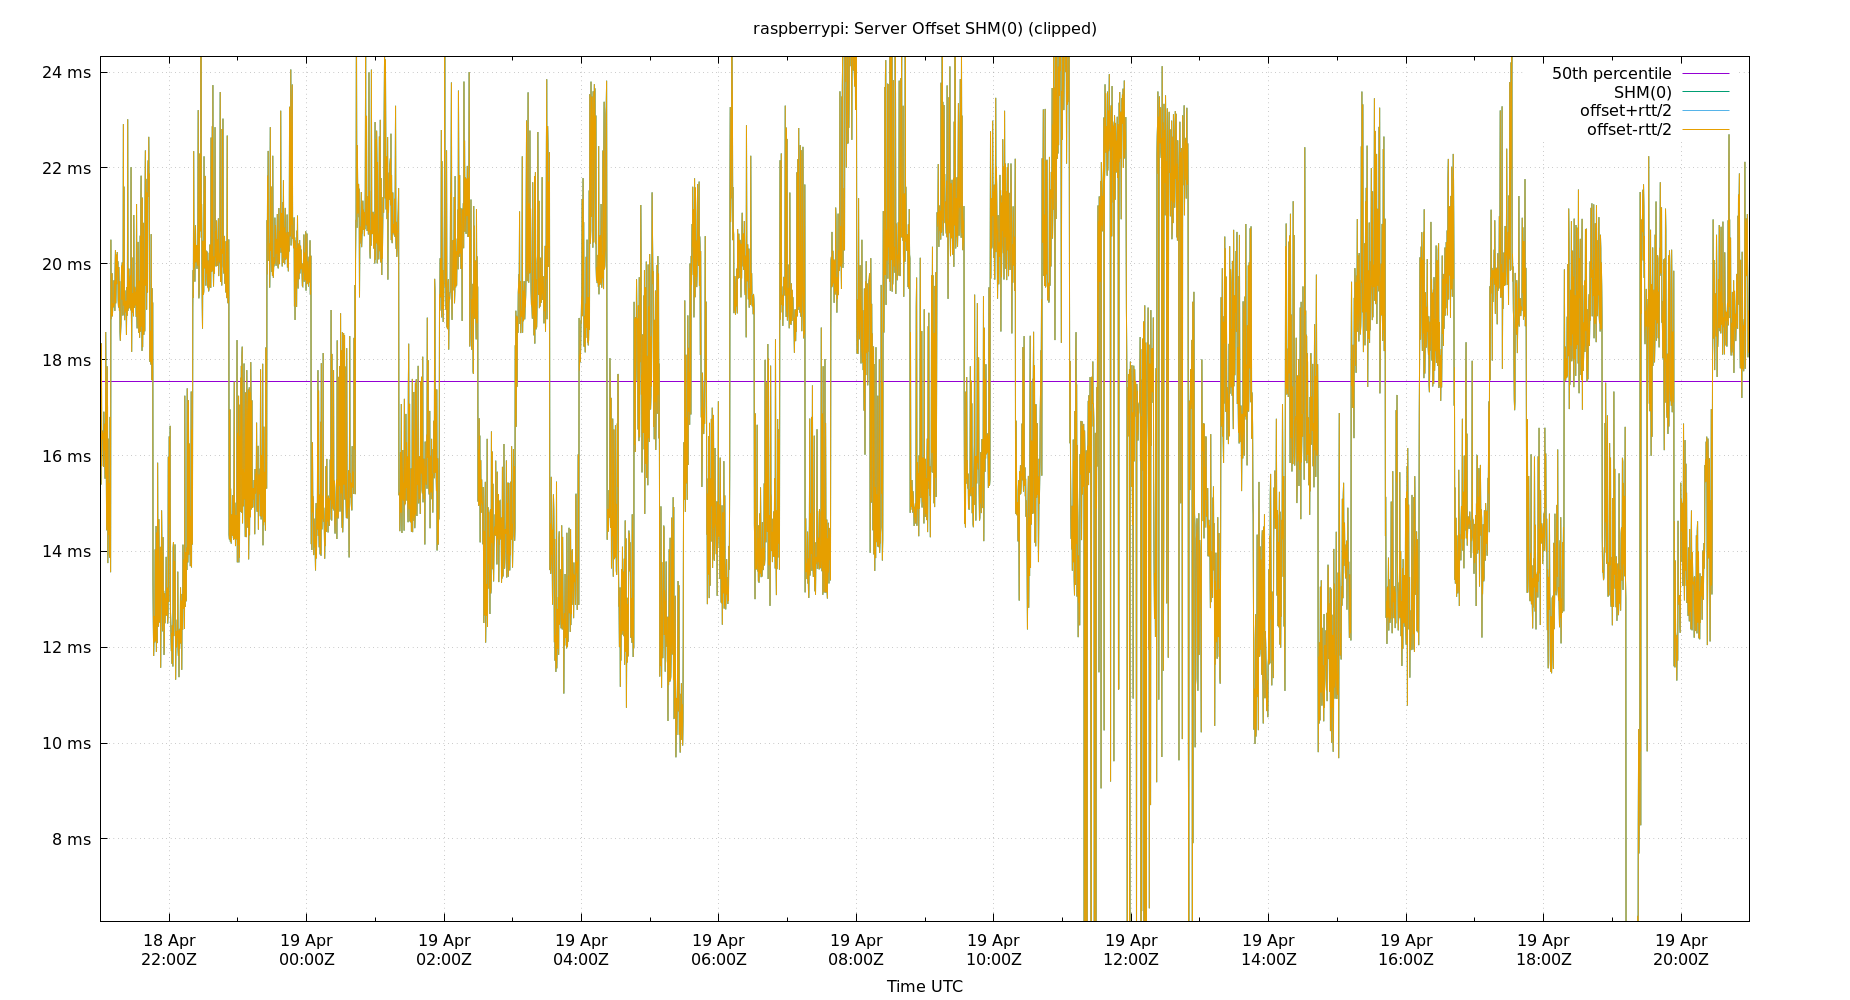 raspberrypi: Server Offset SHM(0) (clipped)
24 ms
22 ms
20 ms
18 ms
16 ms
14 ms
12 ms
10 ms
8 ms
50th percentile
SHM(0)
offset+rtt/2
offset-rtt/2
18 Apr
22:00Z
19 Apr
00:00Z
19 Apr
02:00Z
19 Apr
04:00Z
19 Apr
06:00Z
19 Apr
08:00Z
19 Apr
10:00Z
19 Apr
12:00Z
19 Apr
14:00Z
19 Apr
16:00Z
19 Apr
18:00Z
19 Apr
20:00Z
Time UTC